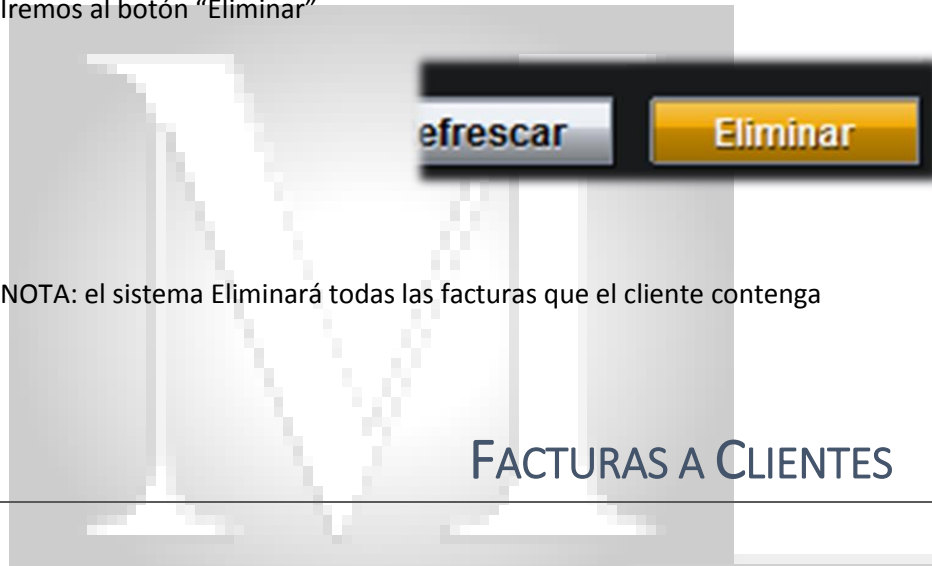 Iremos al botón “Eliminar”
efrescar Eliminar
NOTA: el sistema Eliminará todas las facturas que el cliente contenga
FACTURAS A CLIENTES